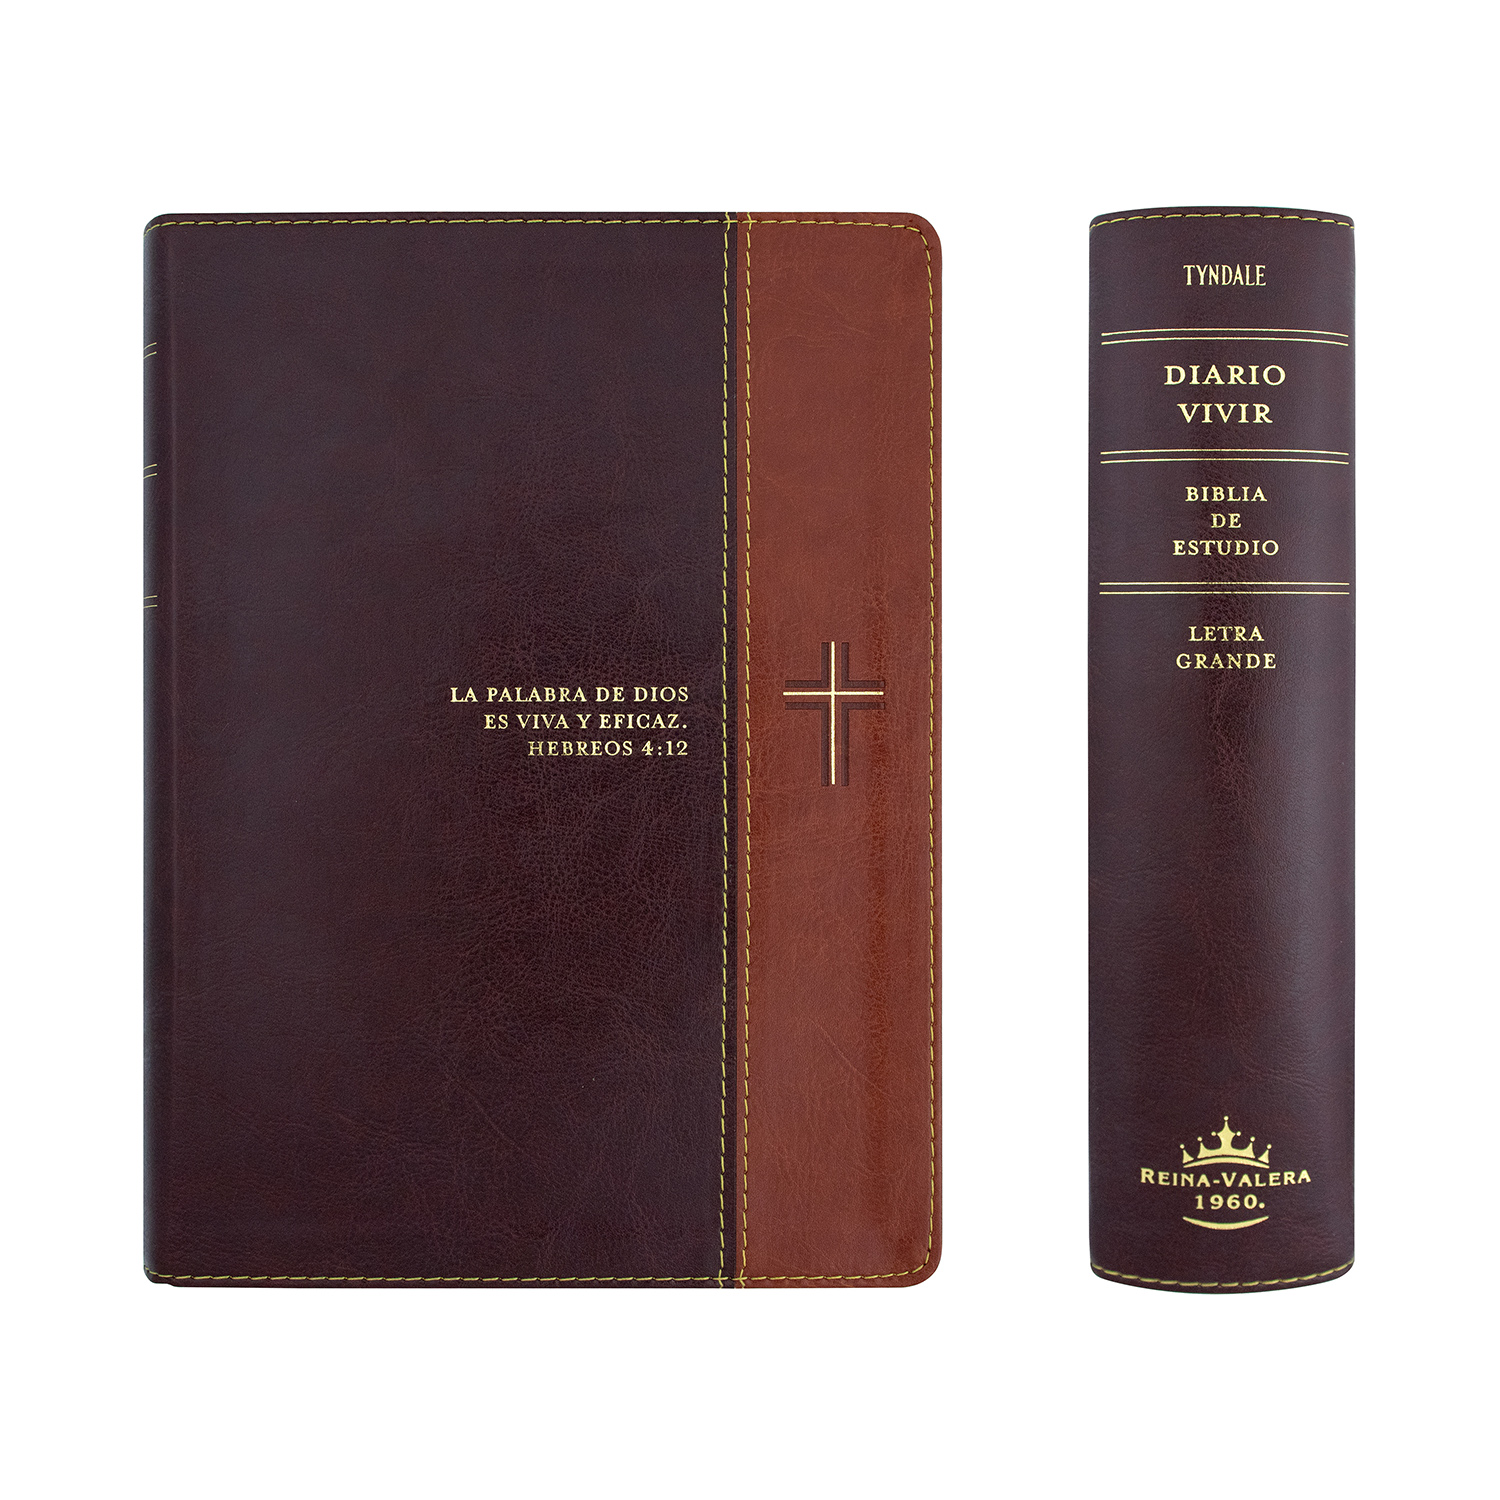 LA PALABRA DE DIOS
ES VIVA Y EFICAZ.
HEBREOS 4:12
TYNDALE
DIARIO
VIVIR
BIBLIA
DE
ESTUDIO
LETRA
GRANDE
REINA-VALERA
1960.